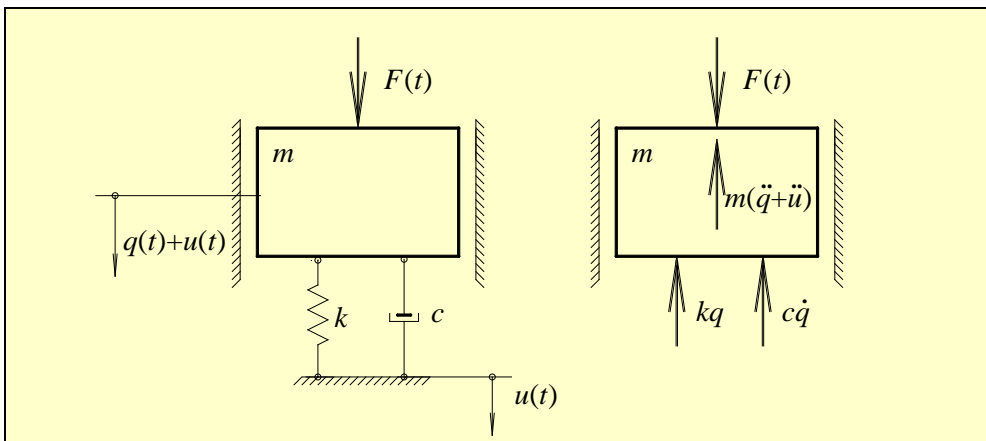 F(t)
m
q(t)+u(t)
k
c
u(t)
F(t)
m
m(q̈+ü)
kq
cq̇